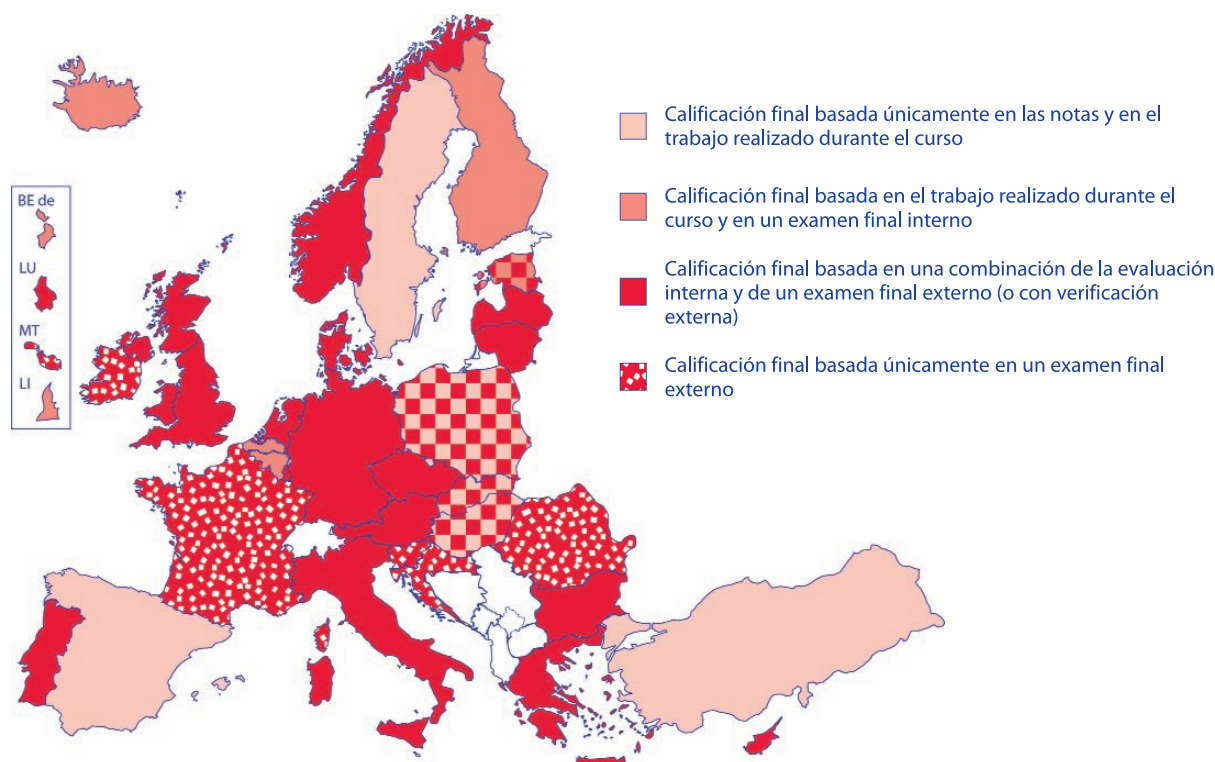 Calificación final basada únicamente en las notas y en el
trabajo realizado durante el curso
Calificación final basada en el trabajo realizado durante el
curso y en un examen final interno
Calificación final basada en una combinación de la evaluación
interna y de un examen final externo (o con verificación
externa)
Calificación final basada únicamente en un examen final
externo
BE de
LU
MT
LI